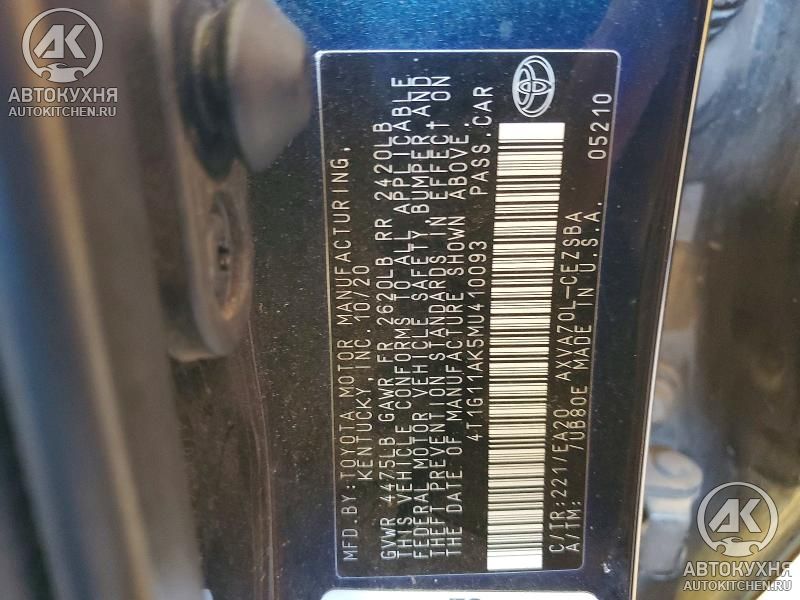 AK
АВТОКУХНЯ
AUTOKITCHEN.RU
MFD.BY:TOYOTA MOTOR MANUFACTURING,
KENTUCKY, INC. 10/20
GVWR 4475LB GAWR FR 2620LB RR 2420LB
THIS VEHICLE CONFORMS TO ALL APPLICABLE
FEDERAL MOTOR VEHICLE SAFETY BUMPER AND
THEFT PREVENTION STANDARDS IN EFFECT ON
THE DATE OF MANUFACTURE SHOWN ABOVE.
4T1G11AK5MU410093 PASS.CAR
C/TR:221/EA20 AXVA70L-CEZSBA 05210
A/TM: /UB80E MADE IN U.S.A.
AK
АВТОКУХНЯ
AUTOKITCHEN.RU